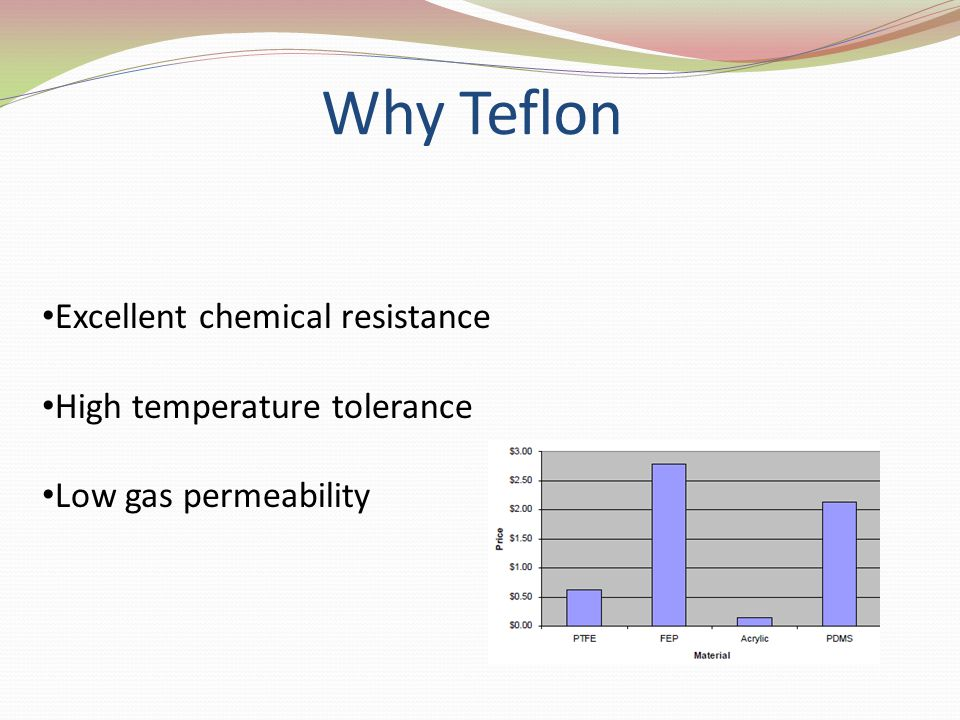 Why Teflon
•Excellent chemical resistance
•High temperature tolerance
•Low gas permeability
$3.00
$2.50
$2.00
$1.50
$1.00
$0.50
$0.00
Price
PTFE FEP Acrylic PDMS
Material